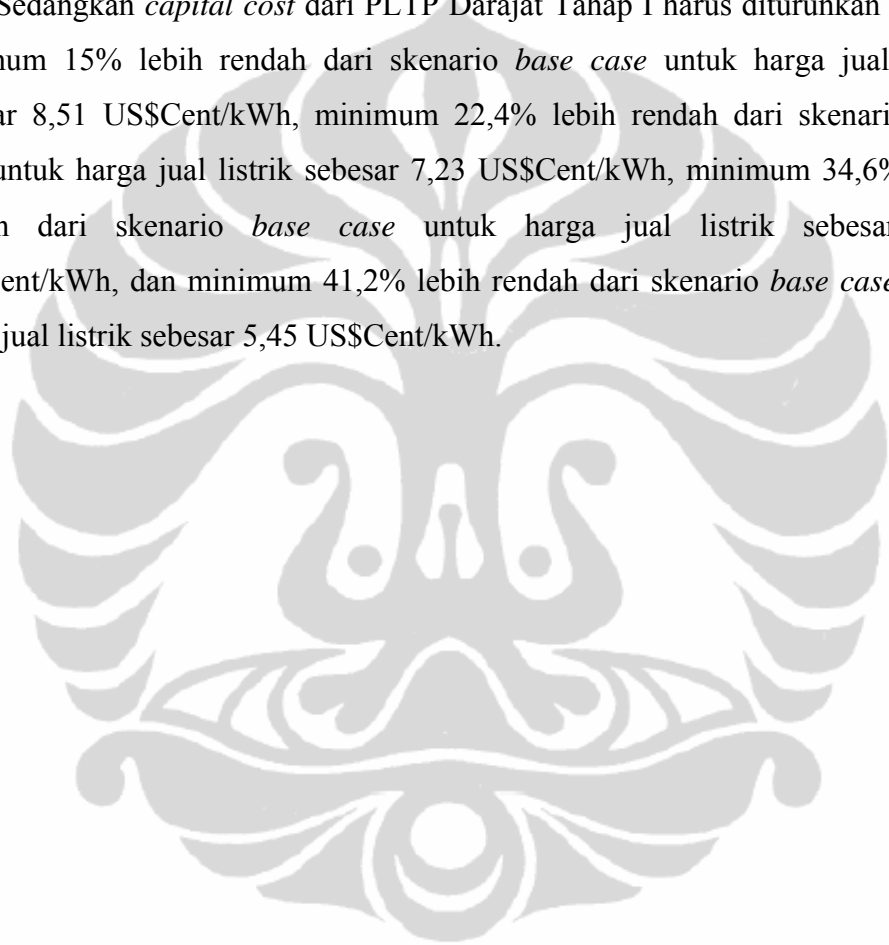 Sedangkan capital cost dari PLTP Darajat Tahap I harus diturunkan
15% lebih rendah dari skenario base case untuk harga jual
8,51 US$Cent/kWh, minimum 22,4% lebih rendah dari
untuk harga jual listrik sebesar 7,23 US$Cent/kWh, minimum 34,6%
dari skenario base case untuk harga jual listrik sebesar
dan minimum 41,2% lebih rendah dari skenario base case
jual listrik sebesar 5,45 US$Cent/kWh.